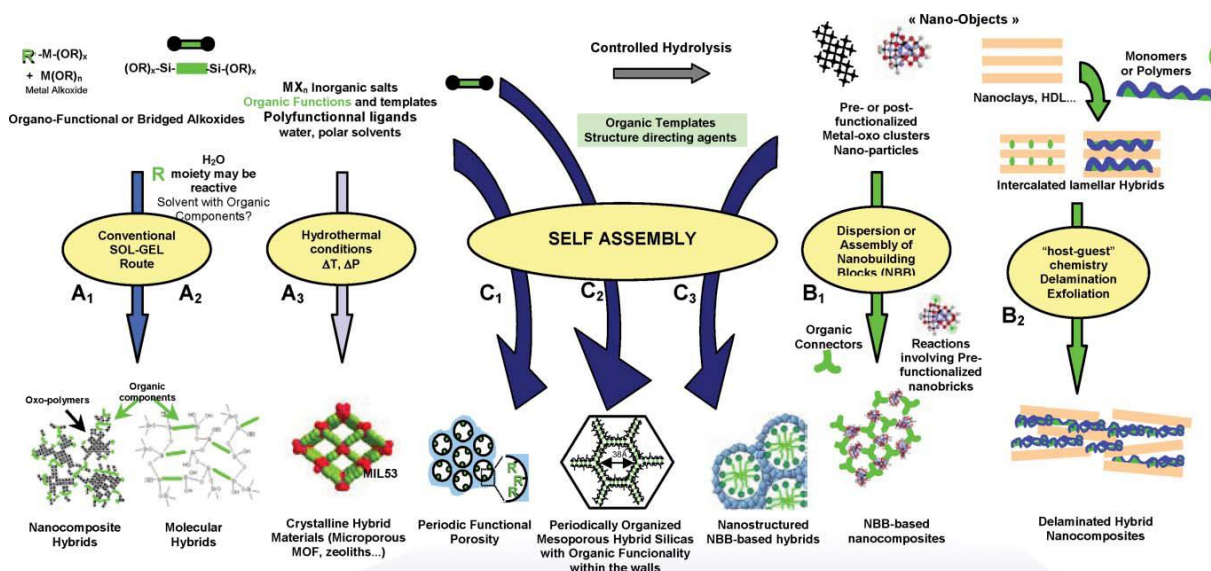 R-M-(OR)x
+ M(OR)n
Metal Alkoxide
(OR)x-Si-
-Si-(OR)x
Organo-Functional or Bridged Alkoxides
MXn Inorganic salts
Organic Functions and templates
Polyfunctionnal ligands
water, polar solvents
Controlled Hydrolysis
Organic Templates
Structure directing agents
« Nano-Objects »
Pre- or post-
functionalized
Metal-oxo clusters
Nano-particles
Nanoclays, HDL...
Monomers
or Polymers
Intercalated lamellar Hybrids
H2O
R moiety may be
reactive
Solvent with Organic
Components?
Conventional
SOL-GEL
Route
A1
A2
Hydrothermal
conditions
ΔT, ΔP
A3
SELF ASSEMBLY
C1
C2
C3
Dispersion or
Assembly of
Nanobuilding
Blocks (NBB)
B1
"host-guest"
chemistry
Delamination
Exfoliation
B2
Organic
Connectors
Reactions
involving Pre-
functionalized
nanobricks
Oxo-polymers
Organic
components
MIL53
R
R
R
38Å
Nanocomposite
Hybrids
Molecular
Hybrids
Crystalline Hybrid
Materials (Microporous
MOF, zeoliths...)
Periodic Functional
Porosity
Periodically Organized
Mesoporous Hybrid Silicas
with Organic Funcionality
within the walls
Nanostructured
NBB-based hybrids
NBB-based
nanocomposites
Delaminated Hybrid
Nanocomposites